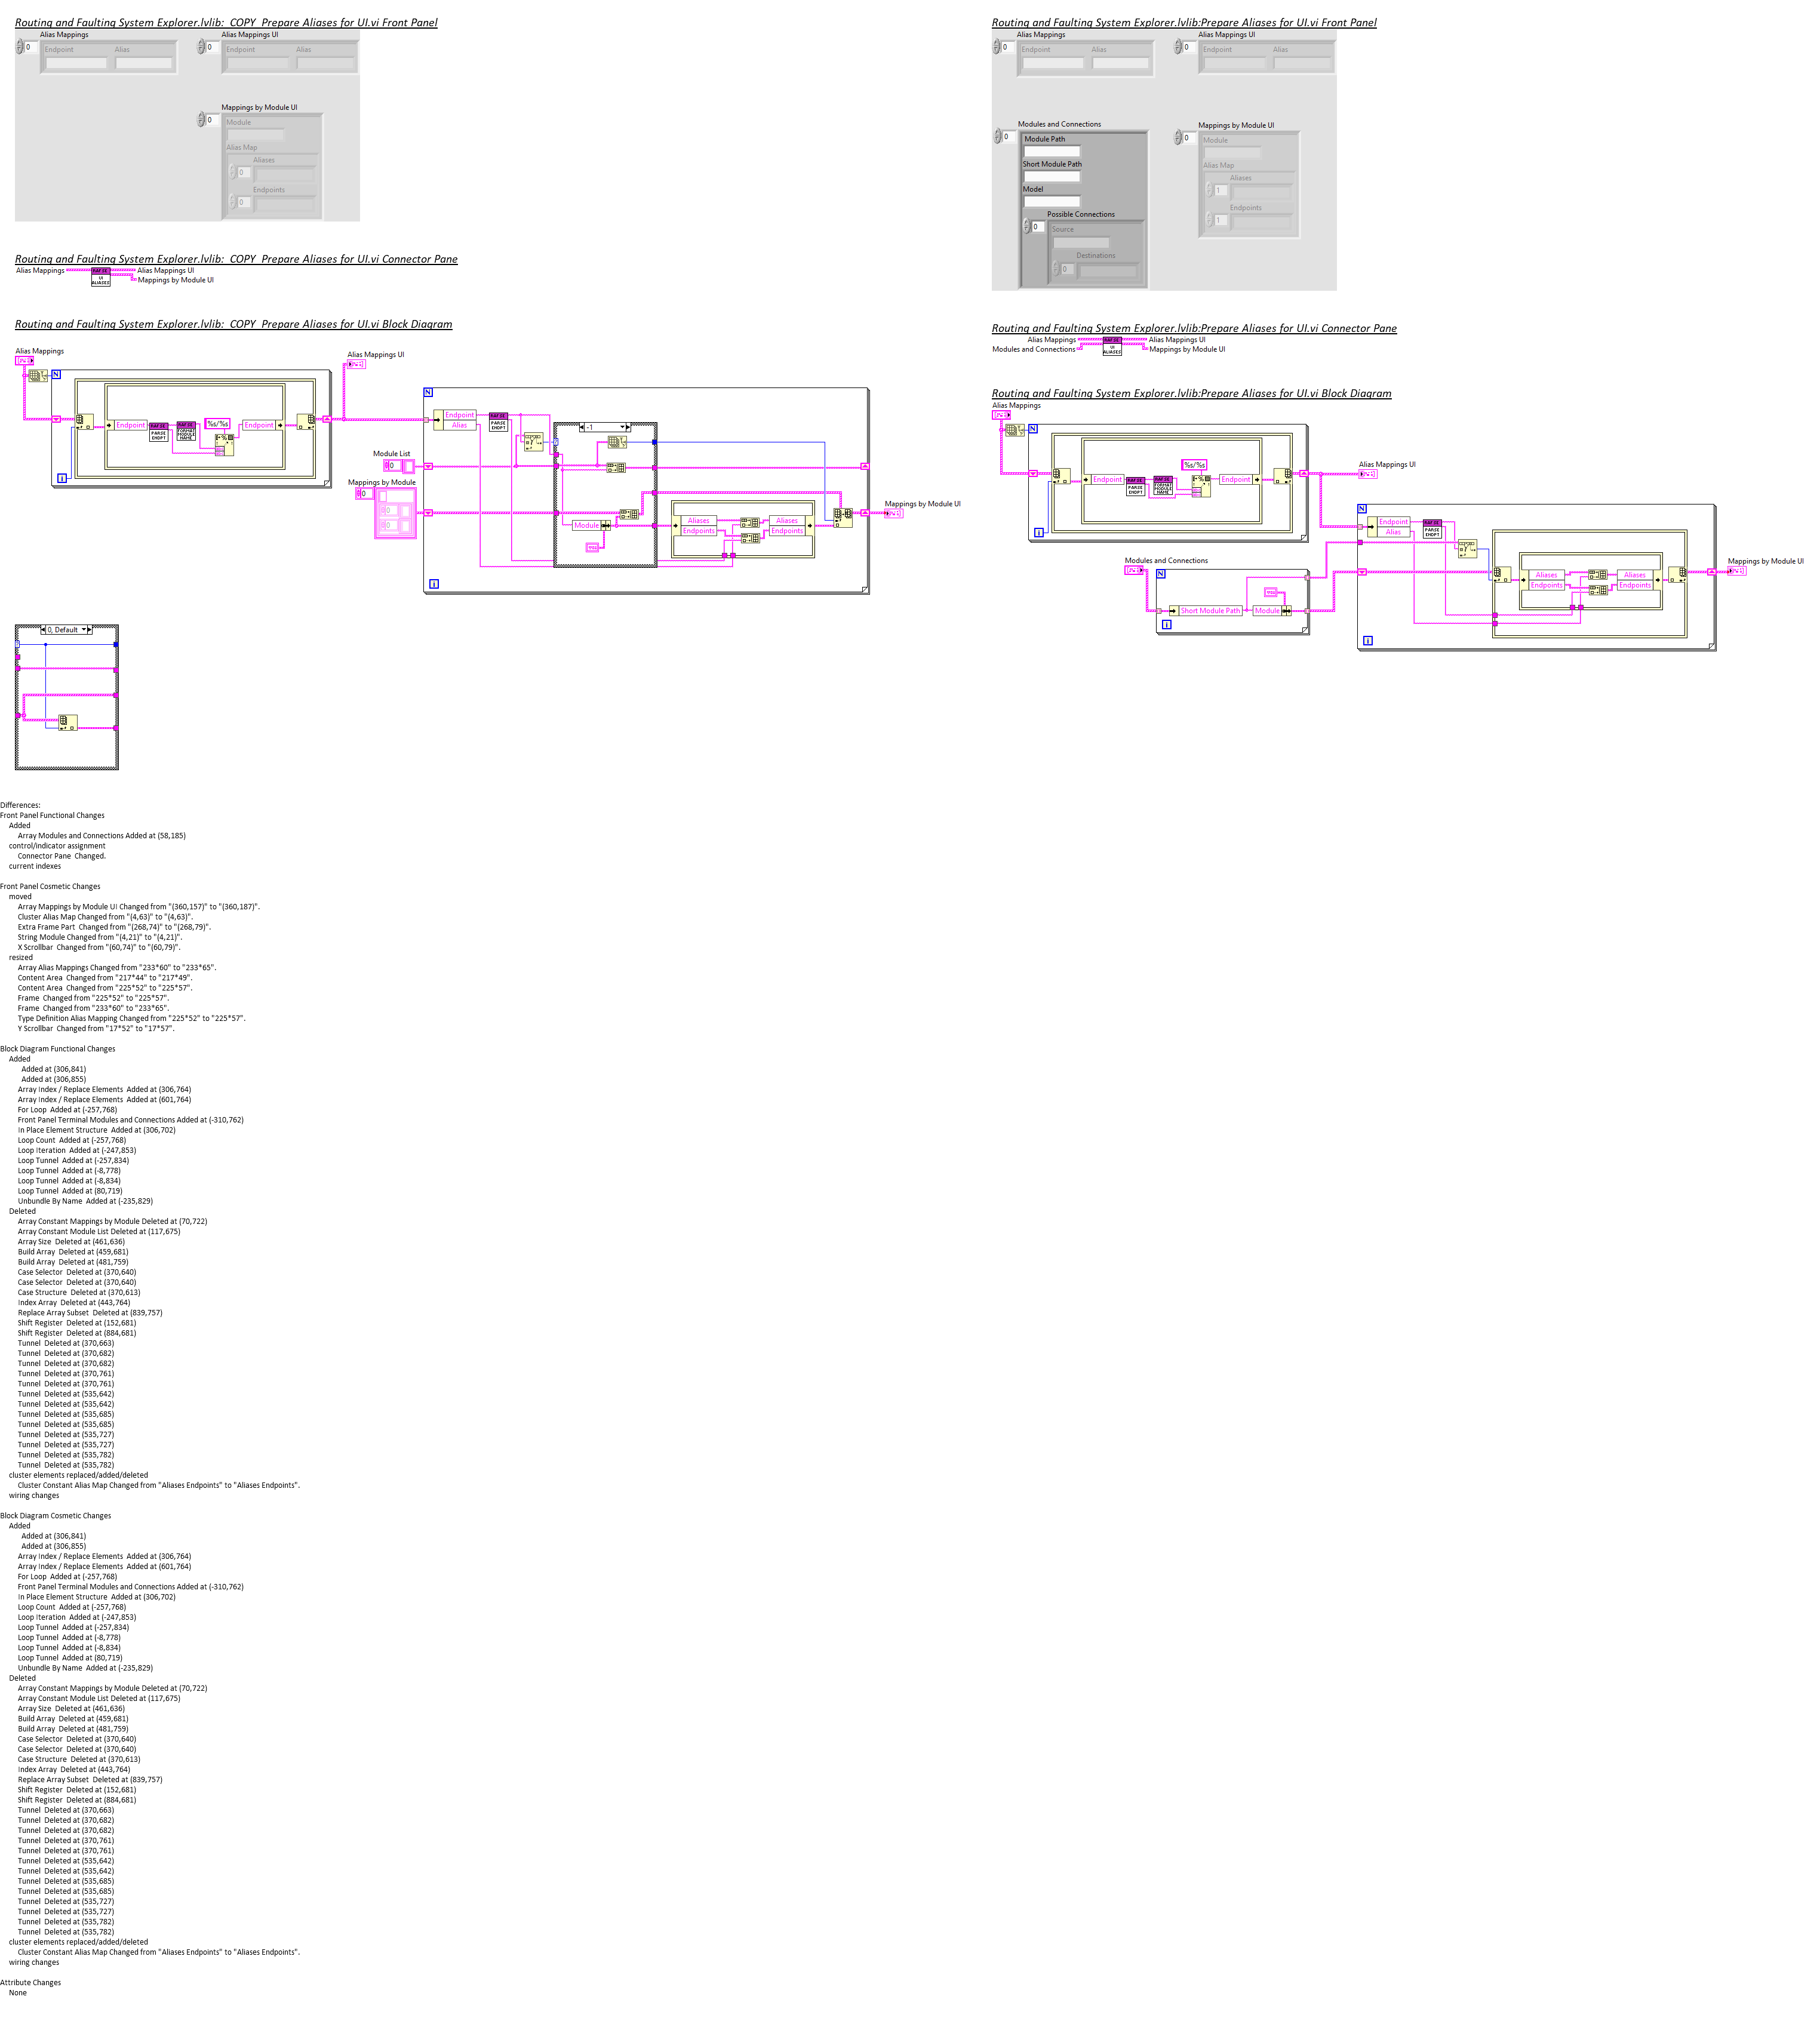 Routing and Faulting System Explorer.lvlib:  COPY  Prepare Aliases for UI.vi Front Panel
Alias Mappings
Alias Mappings UI
0
Endpoint
Alias
0
Endpoint
Alias
Mappings by Module UI
0
Module
Alias Map
Aliases
0
Endpoints
0
Routing and Faulting System Explorer.lvlib:  COPY  Prepare Aliases for UI.vi Connector Pane
Alias Mappings
Alias Mappings UI
Mappings by Module UI
UI
ALIASES
Routing and Faulting System Explorer.lvlib:  COPY  Prepare Aliases for UI.vi Block Diagram
Alias Mappings
Alias Mappings UI
N
Endpoint
PARSE
ENDPT
FORMAT
MODULE
NAME
%s/%s
Endpoint
i
N
Endpoint
Alias
PARSE
ENDPT
-1
Module List
0
Mappings by Module
0
0
0
Module
Aliases
Endpoints
Aliases
Endpoints
Mappings by Module UI
i
0, Default
Routing and Faulting System Explorer.lvlib:Prepare Aliases for UI.vi Front Panel
Alias Mappings
Alias Mappings UI
0
Endpoint
Alias
0
Endpoint
Alias
Modules and Connections
0
Module Path
Short Module Path
Model
Possible Connections
0
Source
Destinations
0
Mappings by Module UI
0
Module
Alias Map
Aliases
1
Endpoints
1
Routing and Faulting System Explorer.lvlib:Prepare Aliases for UI.vi Connector Pane
Alias Mappings
Modules and Connections
Alias Mappings UI
Mappings by Module UI
UI
ALIASES
Routing and Faulting System Explorer.lvlib:Prepare Aliases for UI.vi Block Diagram
Alias Mappings
N
Endpoint
PARSE
ENDPT
FORMAT
MODULE
NAME
%s/%s
Endpoint
i
Alias Mappings UI
Modules and Connections
N
Short Module Path
Module
i
N
Endpoint
Alias
PARSE
ENDPT
Aliases
Endpoints
Aliases
Endpoints
Mappings by Module UI
i
Differences:
Front Panel Functional Changes
Added
Array Modules and Connections Added at (58,185)
control/indicator assignment
Connector Pane  Changed.
current indexes
Front Panel Cosmetic Changes
moved
Array Mappings by Module UI Changed from "(360,157)" to "(360,187)".
Cluster Alias Map Changed from "(4,63)" to "(4,63)".
Extra Frame Part  Changed from "(268,74)" to "(268,79)".
String Module Changed from "(4,21)" to "(4,21)".
X Scrollbar  Changed from "(60,74)" to "(60,79)".
resized
Array Alias Mappings Changed from "233*60" to "233*65".
Content Area  Changed from "217*44" to "217*49".
Content Area  Changed from "225*52" to "225*57".
Frame  Changed from "225*52" to "225*57".
Frame  Changed from "233*60" to "233*65".
Type Definition Alias Mapping Changed from "225*52" to "225*57".
Y Scrollbar  Changed from "17*52" to "17*57".
Block Diagram Functional Changes
Added
Added at (306,841)
Added at (306,855)
Array Index / Replace Elements  Added at (306,764)
Array Index / Replace Elements  Added at (601,764)
For Loop  Added at (-257,768)
Front Panel Terminal Modules and Connections Added at (-310,762)
In Place Element Structure  Added at (306,702)
Loop Count  Added at (-257,768)
Loop Iteration  Added at (-247,853)
Loop Tunnel  Added at (-257,834)
Loop Tunnel  Added at (-8,778)
Loop Tunnel  Added at (-8,834)
Loop Tunnel  Added at (80,719)
Unbundle By Name  Added at (-235,829)
Deleted
Array Constant Mappings by Module Deleted at (70,722)
Array Constant Module List Deleted at (117,675)
Array Size  Deleted at (461,636)
Build Array  Deleted at (459,681)
Build Array  Deleted at (481,759)
Case Selector  Deleted at (370,640)
Case Selector  Deleted at (370,640)
Case Structure  Deleted at (370,613)
Index Array  Deleted at (443,764)
Replace Array Subset  Deleted at (839,757)
Shift Register  Deleted at (152,681)
Shift Register  Deleted at (884,681)
Tunnel  Deleted at (370,663)
Tunnel  Deleted at (370,682)
Tunnel  Deleted at (370,682)
Tunnel  Deleted at (370,761)
Tunnel  Deleted at (370,761)
Tunnel  Deleted at (535,642)
Tunnel  Deleted at (535,642)
Tunnel  Deleted at (535,685)
Tunnel  Deleted at (535,685)
Tunnel  Deleted at (535,727)
Tunnel  Deleted at (535,727)
Tunnel  Deleted at (535,782)
Tunnel  Deleted at (535,782)
cluster elements replaced/added/deleted
Cluster Constant Alias Map Changed from "Aliases Endpoints" to "Aliases Endpoints".
wiring changes
Block Diagram Cosmetic Changes
Added
Added at (306,841)
Added at (306,855)
Array Index / Replace Elements  Added at (306,764)
Array Index / Replace Elements  Added at (601,764)
For Loop  Added at (-257,768)
Front Panel Terminal Modules and Connections Added at (-310,762)
In Place Element Structure  Added at (306,702)
Loop Count  Added at (-257,768)
Loop Iteration  Added at (-247,853)
Loop Tunnel  Added at (-257,834)
Loop Tunnel  Added at (-8,778)
Loop Tunnel  Added at (-8,834)
Loop Tunnel  Added at (80,719)
Unbundle By Name  Added at (-235,829)
Deleted
Array Constant Mappings by Module Deleted at (70,722)
Array Constant Module List Deleted at (117,675)
Array Size  Deleted at (461,636)
Build Array  Deleted at (459,681)
Build Array  Deleted at (481,759)
Case Selector  Deleted at (370,640)
Case Selector  Deleted at (370,640)
Case Structure  Deleted at (370,613)
Index Array  Deleted at (443,764)
Replace Array Subset  Deleted at (839,757)
Shift Register  Deleted at (152,681)
Shift Register  Deleted at (884,681)
Tunnel  Deleted at (370,663)
Tunnel  Deleted at (370,682)
Tunnel  Deleted at (370,682)
Tunnel  Deleted at (370,761)
Tunnel  Deleted at (370,761)
Tunnel  Deleted at (535,642)
Tunnel  Deleted at (535,642)
Tunnel  Deleted at (535,685)
Tunnel  Deleted at (535,685)
Tunnel  Deleted at (535,727)
Tunnel  Deleted at (535,727)
Tunnel  Deleted at (535,782)
Tunnel  Deleted at (535,782)
cluster elements replaced/added/deleted
Cluster Constant Alias Map Changed from "Aliases Endpoints" to "Aliases Endpoints".
wiring changes
Attribute Changes
None